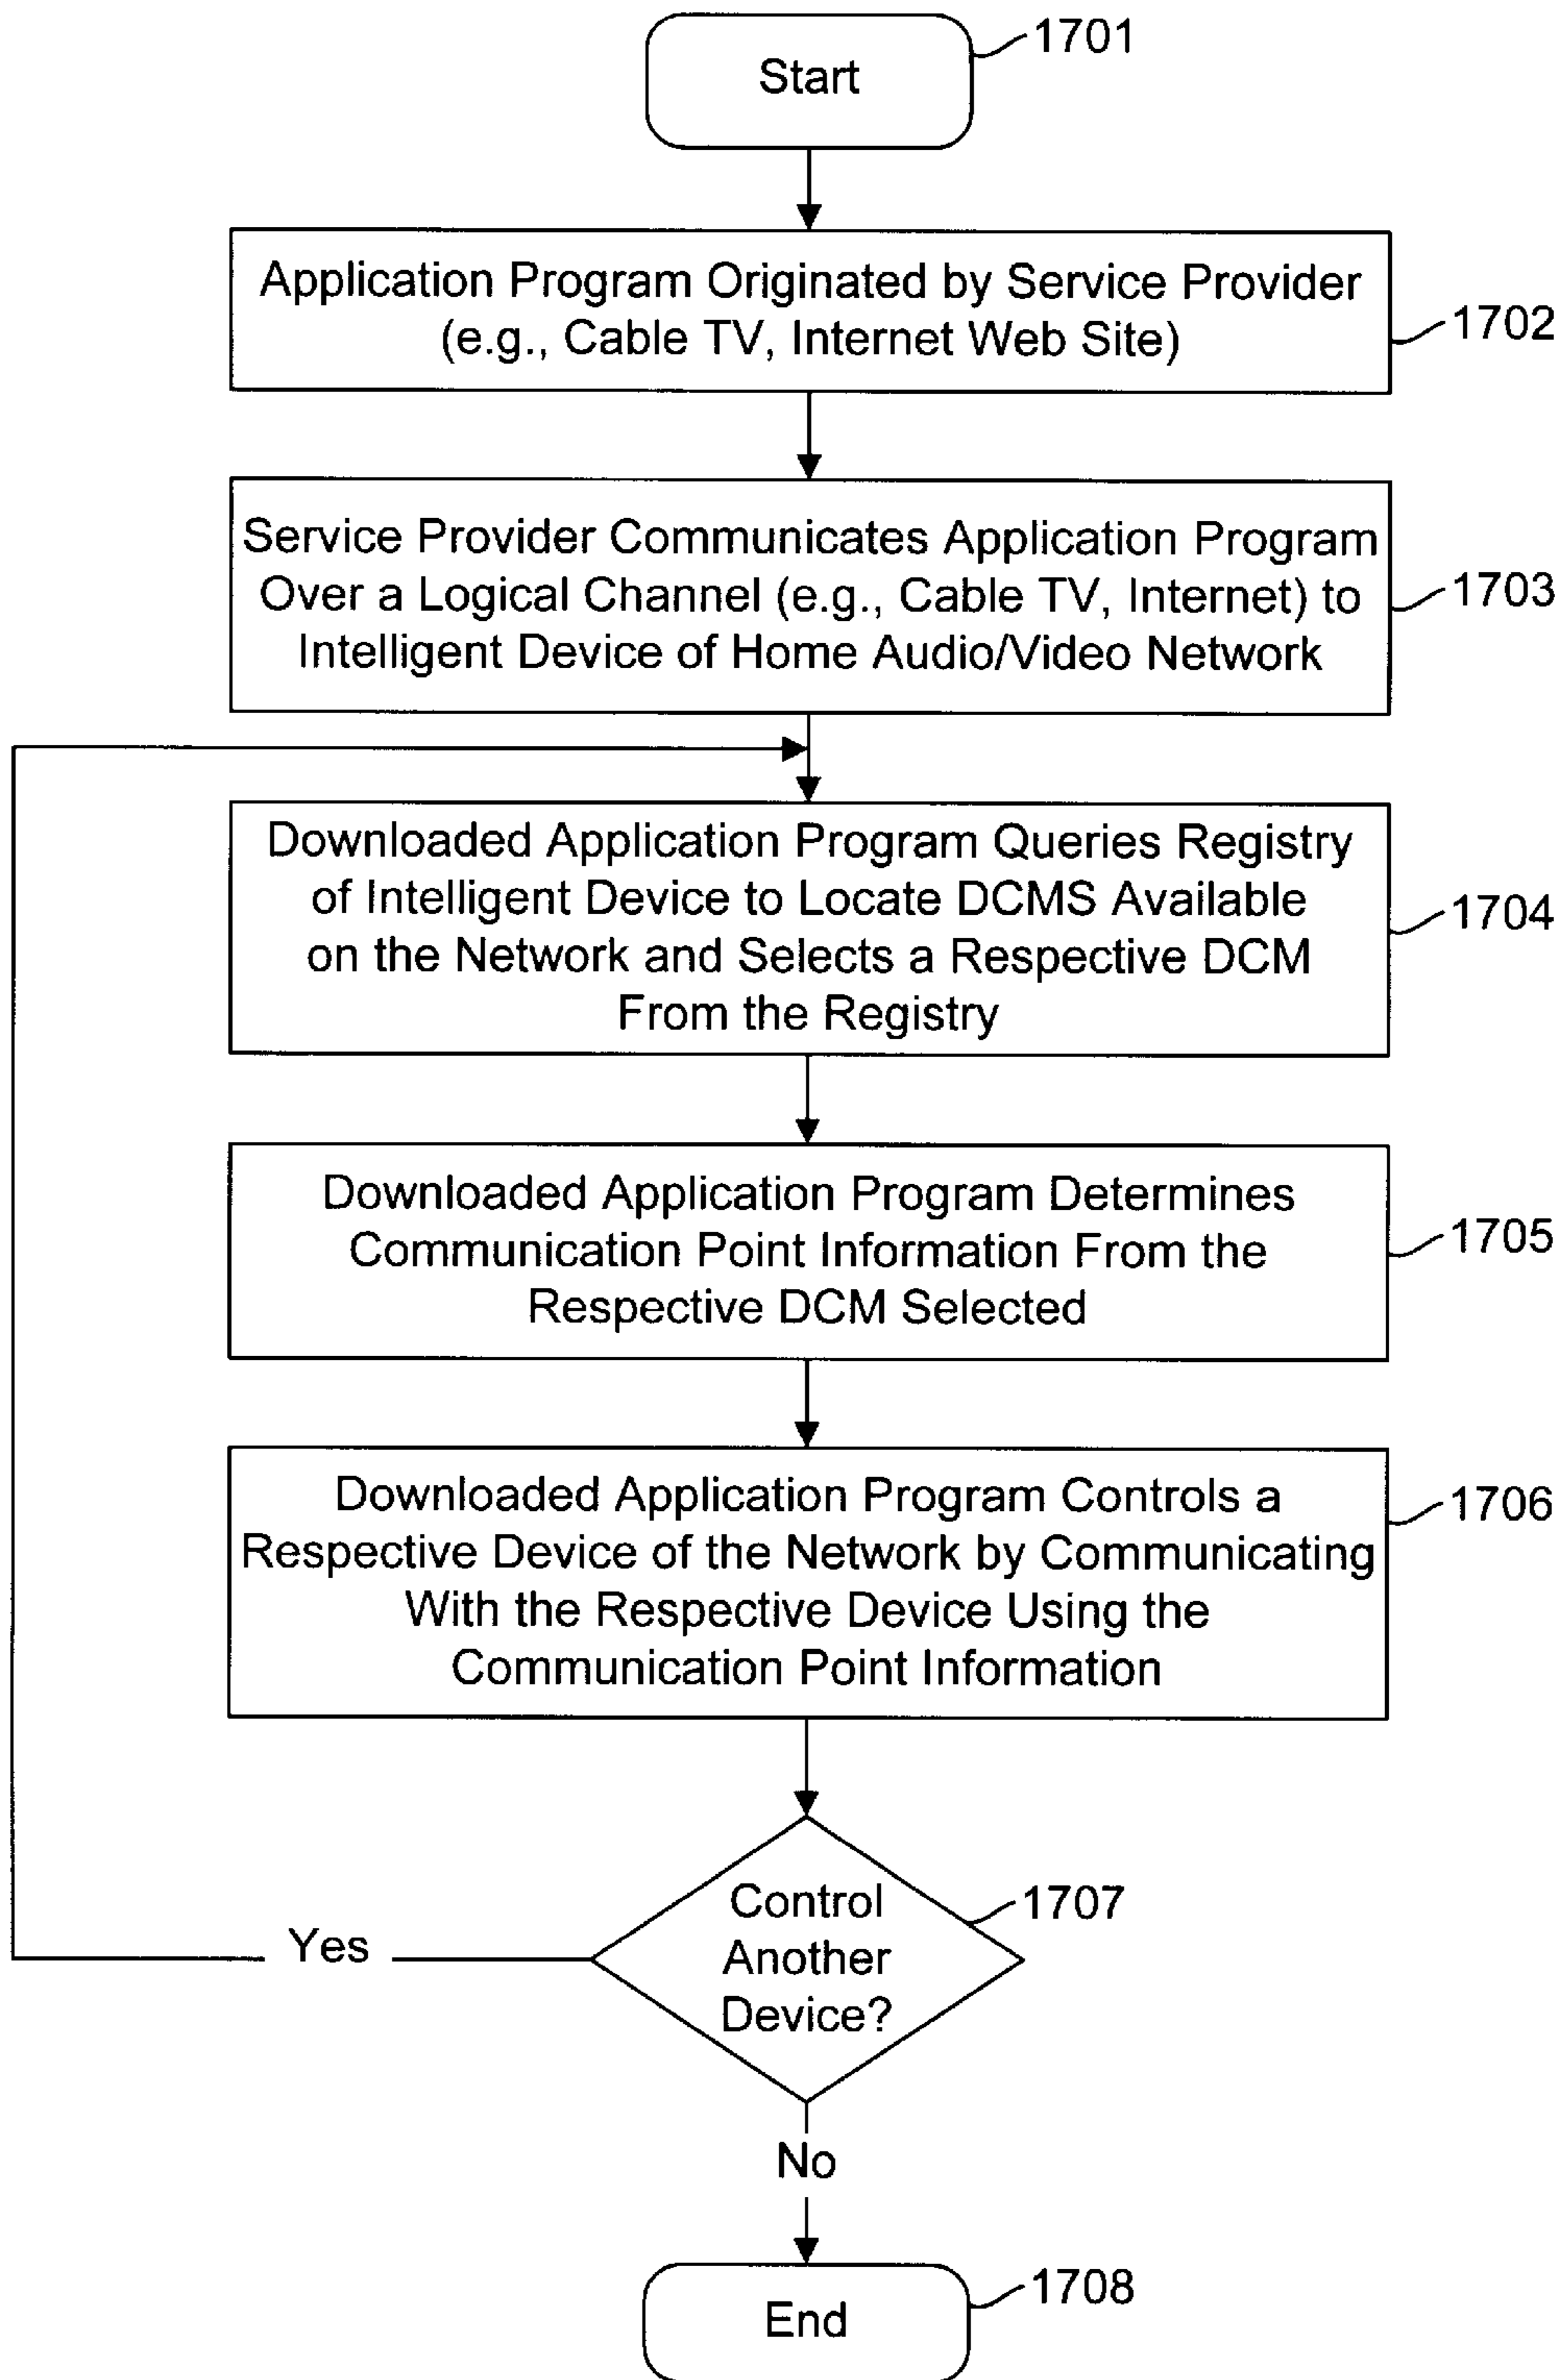 Start
1701
Application Program Originated by Service Provider
(e.g., Cable TV, Internet Web Site)
1702
Service Provider Communicates Application Program
Over a Logical Channel (e.g., Cable TV, Internet) to
Intelligent Device of Home Audio/Video Network
1703
Downloaded Application Program Queries Registry
of Intelligent Device to Locate DCMS Available
on the Network and Selects a Respective DCM
From the Registry
1704
Downloaded Application Program Determines
Communication Point Information From the
Respective DCM Selected
1705
Downloaded Application Program Controls a
Respective Device of the Network by Communicating
With the Respective Device Using the
Communication Point Information
1706
Control
Another
Device?
1707
Yes
No
End
1708